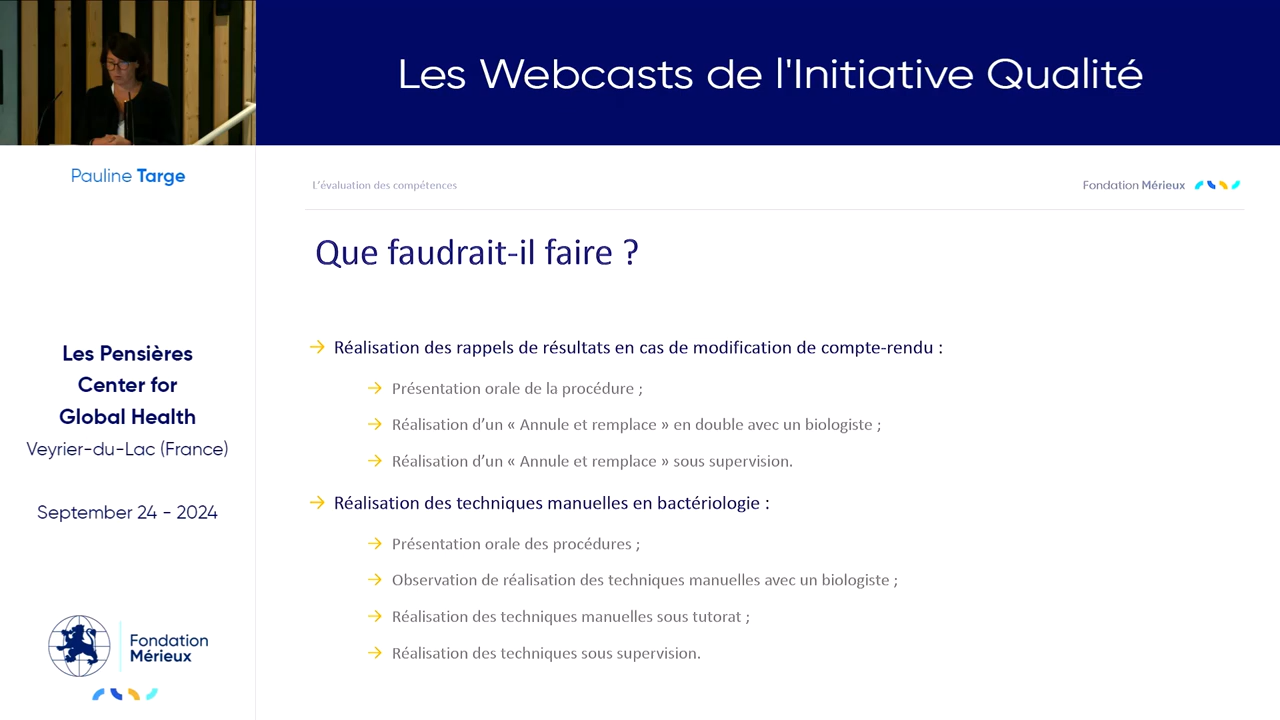 Les Webcasts de l'Initiative Qualité
Pauline Targe
L'évaluation des compétences
Fondation Mérieux
Que faudrait-il faire ?
Réalisation des rappels de résultats en cas de modification de compte-rendu :
Présentation orale de la procédure ;
Réalisation d'un « Annule et remplace » en double avec un biologiste ;
Réalisation d'un « Annule et remplace » sous supervision.
Réalisation des techniques manuelles en bactériologie :
Présentation orale des procédures ;
Observation de réalisation des techniques manuelles avec un biologiste ;
Réalisation des techniques manuelles sous tutorat ;
Réalisation des techniques sous supervision.
Les Pensières
Center for
Global Health
Veyrier-du-Lac (France)
September 24 - 2024
Fondation
Mérieux